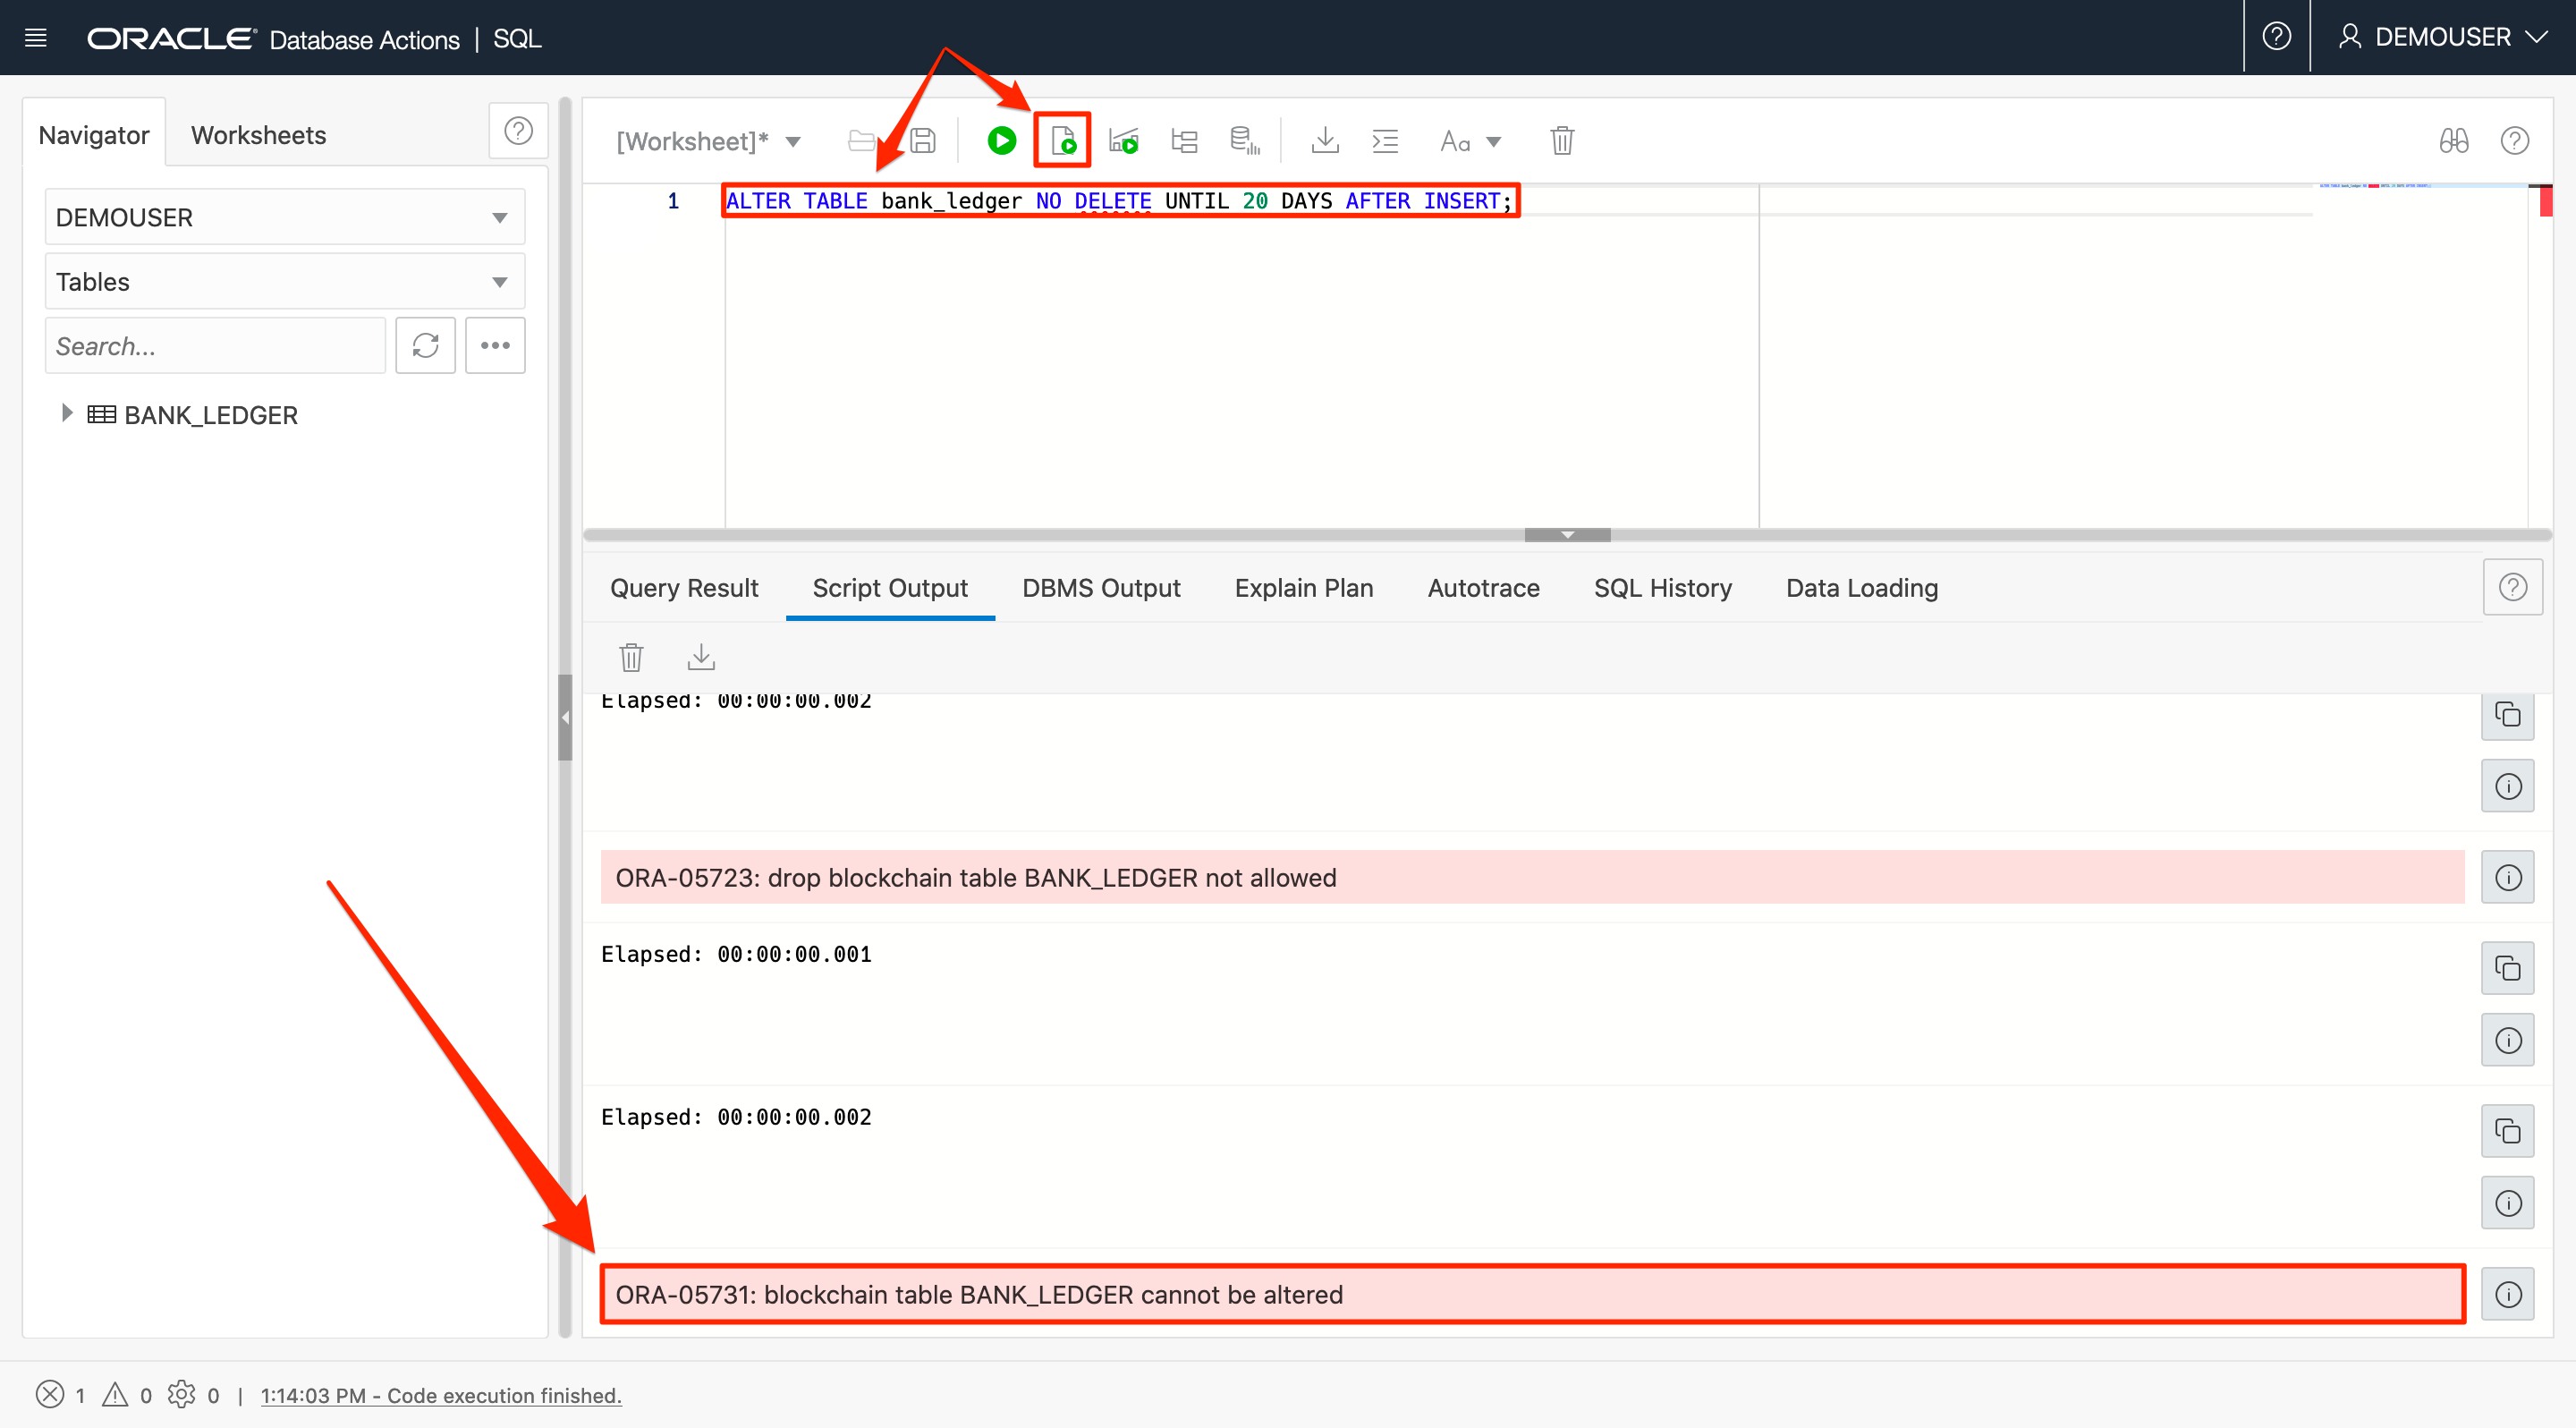 ORACLE Database Actions | SQL
DEMOUSER
Navigator
Worksheets
DEMOUSER
Tables
Search...
BANK_LEDGER
[Worksheet]*
Aa
1
ALTER TABLE bank_ledger NO DELETE UNTIL 20 DAYS AFTER INSERT;
Query Result
Script Output
DBMS Output
Explain Plan
Autotrace
SQL History
Data Loading
Elapsed: 00:00:00.002
ORA-05723: drop blockchain table BANK_LEDGER not allowed
Elapsed: 00:00:00.001
Elapsed: 00:00:00.002
ORA-05731: blockchain table BANK_LEDGER cannot be altered
1 0 0 | 1:14:03 PM - Code execution finished.